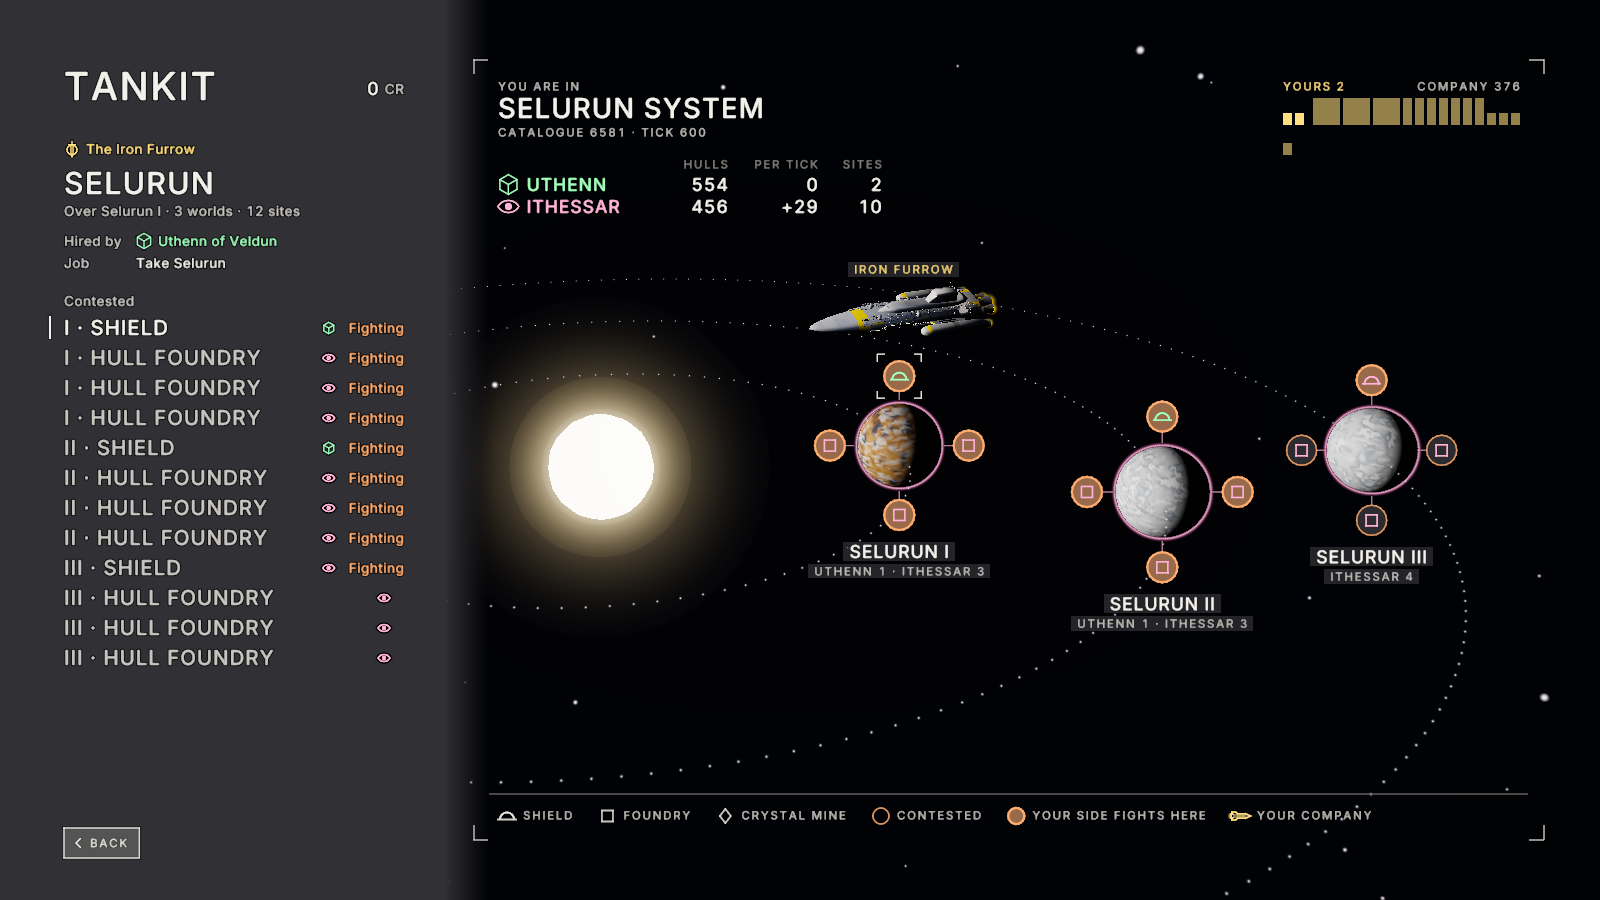 TANKIT
0 CR
The Iron Furrow
SELURUN
Over Selurun I · 3 worlds · 12 sites
Hired by Uthenn of Veldun
Job Take Selurun
Contested
I · SHIELD Fighting
I · HULL FOUNDRY Fighting
I · HULL FOUNDRY Fighting
I · HULL FOUNDRY Fighting
II · SHIELD Fighting
II · HULL FOUNDRY Fighting
II · HULL FOUNDRY Fighting
II · HULL FOUNDRY Fighting
III · SHIELD Fighting
III · HULL FOUNDRY
III · HULL FOUNDRY
III · HULL FOUNDRY
BACK
YOU ARE IN
SELURUN SYSTEM
CATALOGUE 6581 · TICK 600
HULLS PER TICK SITES
UTHENN 554 0 2
ITHESSAR 456 +29 10
YOURS 2 COMPANY 376
IRON FURROW
SELURUN I
UTHENN 1 · ITHESSAR 3
SELURUN II
UTHENN 1 · ITHESSAR 3
SELURUN III
ITHESSAR 4
SHIELD FOUNDRY CRYSTAL MINE CONTESTED YOUR SIDE FIGHTS HERE YOUR COMPANY